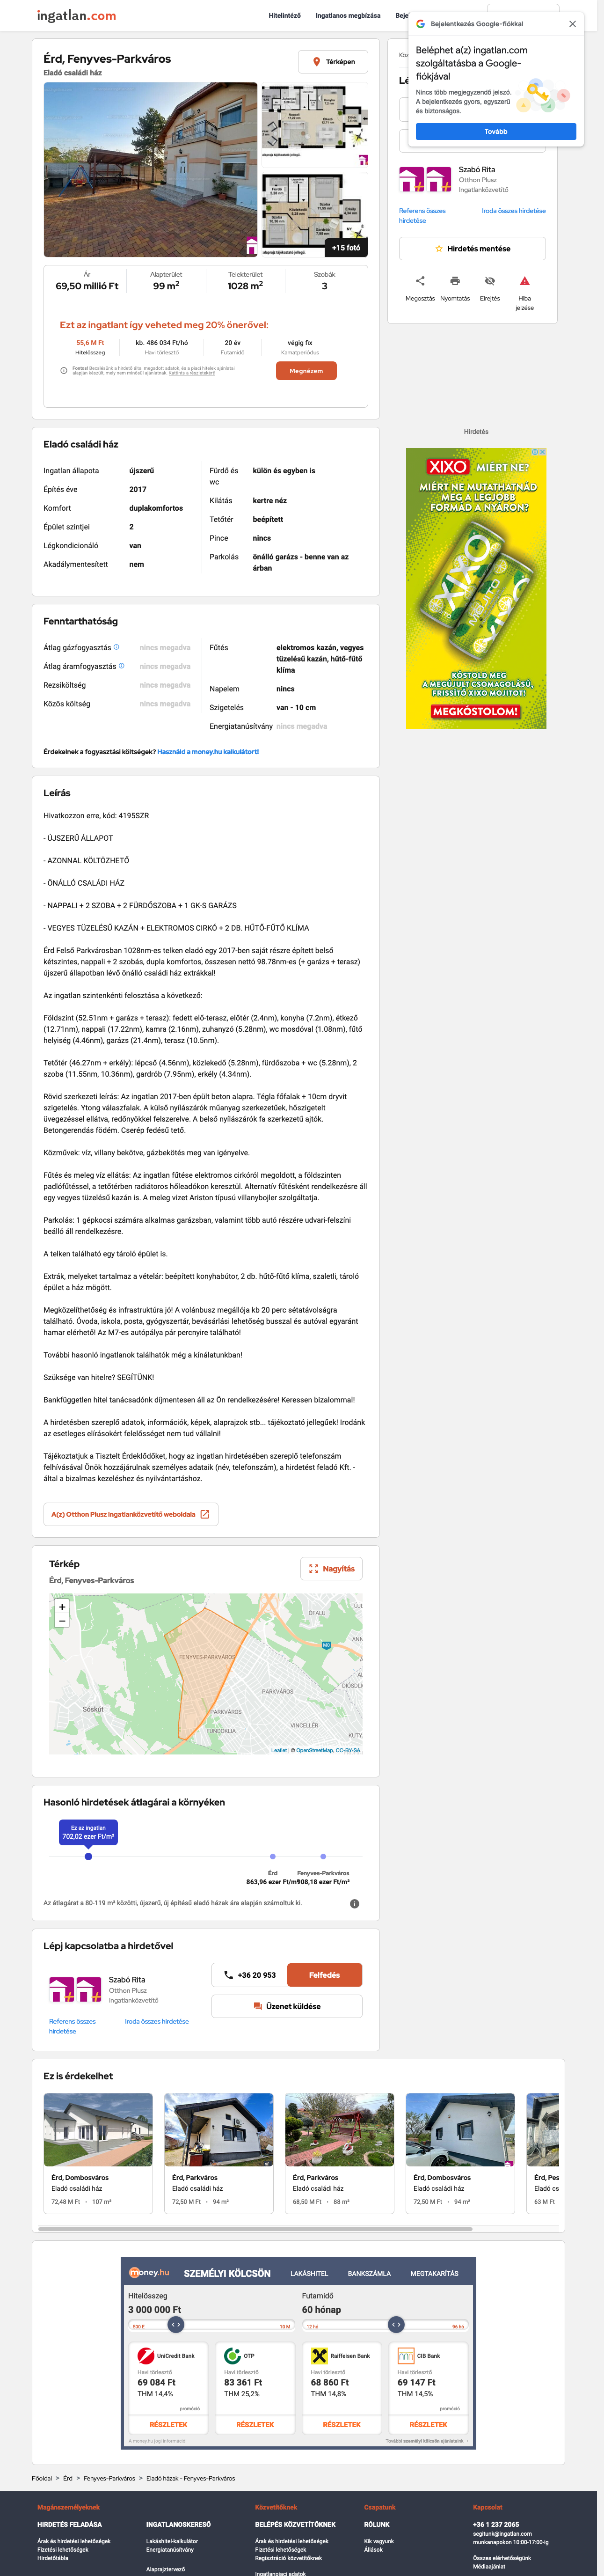 ingatlan.com
Hitelintéző
Ingatlanos megbízása
Bejelentkezés Google-fiókkal
Beléphet a(z) ingatlan.com
szolgáltatásba a Google-
fiókjával
Nincs több megjegyzendő jelszó.
A bejelentkezés gyors, egyszerű
és biztonságos.
Tovább
Érd, Fenyves-Parkváros
Eladó családi ház
Térképen
+15 fotó
Ár
69,50 millió Ft
Alapterület
99 m²
Telekterület
1028 m²
Szobák
3
Ezt az ingatlant így veheted meg 20% önerővel:
55,6 M Ft
Hitelösszeg
kb. 486 034 Ft/hó
Havi törlesztő
20 év
Futamidő
végig fix
Kamatperiódus
Megnézem
Szabó Rita
Otthon Plusz
Ingatlanközvetítő
Referens összes
hirdetése
Iroda összes hirdetése
Hirdetés mentése
Megosztás
Nyomtatás
Elrejtés
Hiba
jelzése
Hirdetés
XIXO MIÉRT NE?
MIÉRT NE MUTATHATNÁD
MEG A LEGJOBB
FORMÁD A NYÁRON?
KÓSTOLD MEG
A MEGÚJULT CSOMAGOLÁSÚ,
FRISSÍTŐ XIXO MOJITOT!
MEGKÓSTOLOM!
Eladó családi ház
Ingatlan állapota
újszerű
Építés éve
2017
Komfort
duplakomfortos
Épület szintjei
2
Légkondicionáló
van
Akadálymentesített
nem
Fürdő és
wc
külön és egyben is
Kilátás
kertre néz
Tetőtér
beépített
Pince
nincs
Parkolás
önálló garázs - benne van az
árban
Fenntarthatóság
Átlag gázfogyasztás
nincs megadva
Átlag áramfogyasztás
nincs megadva
Rezsiköltség
nincs megadva
Közös költség
nincs megadva
Fűtés
elektromos kazán, vegyes
tüzelésű kazán, hűtő-fűtő
klíma
Napelem
nincs
Szigetelés
van - 10 cm
Energiatanúsítvány
nincs megadva
Érdekelnek a fogyasztási költségek? Használd a money.hu kalkulátort!
Leírás
Hivatkozzon erre, kód: 4195SZR
- ÚJSZERŰ ÁLLAPOT
- AZONNAL KÖLTÖZHETŐ
- ÖNÁLLÓ CSALÁDI HÁZ
- NAPPALI + 2 SZOBA + 2 FÜRDŐSZOBA + 1 GK-S GARÁZS
- VEGYES TÜZELÉSŰ KAZÁN + ELEKTROMOS CIRKÓ + 2 DB. HŰTŐ-FŰTŐ KLÍMA
Érd Felső Parkvárosban 1028nm-es telken eladó egy 2017-ben saját részre épített belső
kétszintes, nappali + 2 szobás, dupla komfortos, összesen nettó 98.78nm-es (+ garázs + terasz)
újszerű állapotban lévő önálló családi ház extrákkal!
Az ingatlan szintenkénti felosztása a következő:
Földszint (52.51nm + garázs + terasz): fedett elő-terasz, előtér (2.4nm), konyha (7.2nm), étkező
(12.71nm), nappali (17.22nm), kamra (2.16nm), zuhanyzó (5.28nm), wc mosdóval (1.08nm), fűtő
helyiség (4.46nm), garázs (21.4nm), terasz (10.5nm).
Tetőtér (46.27nm + erkély): lépcső (4.56nm), közlekedő (5.28nm), fürdőszoba + wc (5.28nm), 2
szoba (11.55nm, 10.36nm), gardrób (7.95nm), erkély (4.34nm).
Rövid szerkezeti leírás: Az ingatlan 2017-ben épült beton alapra. Tégla főfalak + 10cm dryvit
szigetelés. Ytong válaszfalak. A külső nyílászárók műanyag szerkezetűek, hőszigetelt
üvegezéssel ellátva, redőnyökkel felszerelve. A belső nyílászárók fa szerkezetű ajtók.
Betongerendás födém. Cserép fedésű tető.
Közművek: víz, villany bekötve, gázbekötés meg van igényelve.
Fűtés és meleg víz ellátás: Az ingatlan fűtése elektromos cirkóról megoldott, a földszinten
padlófűtéssel, a tetőtérben radiátoros hőleadókon keresztül. Alternatív fűtésként rendelkezésre áll
egy vegyes tüzelésű kazán is. A meleg vizet Ariston típusú villanybojler szolgáltatja.
Parkolás: 1 gépkocsi számára alkalmas garázsban, valamint több autó részére udvari-felszíni
beálló áll rendelkezésre.
A telken található egy tároló épület is.
Extrák, melyeket tartalmaz a vételár: beépített konyhabútor, 2 db. hűtő-fűtő klíma, szaletli, tároló
épület a ház mögött.
Megközelíthetőség és infrastruktúra jó! A volánbusz megállója kb 20 perc sétatávolságra
található. Óvoda, iskola, posta, gyógyszertár, bevásárlási lehetőség busszal és autóval egyaránt
hamar elérhető! Az M7-es autópálya pár percnyire található!
További hasonló ingatlanok találhatók még a kínálatunkban!
Szüksége van hitelre? SEGÍTÜNK!
Bankfüggetlen hitel tanácsadónk díjmentesen áll az Ön rendelkezésére! Keressen bizalommal!
A hirdetésben szereplő adatok, információk, képek, alaprajzok stb... tájékoztató jellegűek! Irodánk
az esetleges elírásokért felelősséget nem tud vállalni!
Tájékoztatjuk a Tisztelt Érdeklődőket, hogy az ingatlan hirdetésében szereplő telefonszám
felhívásával Önök hozzájárulnak személyes adataik (név, telefonszám), a hirdetést feladó Kft. -
által a bizalmas kezeléshez és nyilvántartáshoz.
A(z) Otthon Plusz Ingatlanközvetítő weboldala
Térkép
Érd, Fenyves-Parkváros
Nagyítás
+
−
ÓFALU
FENYVES-PARKVÁROS
PARKVÁROS
PARKVÁROS
Sóskút
FUNDOKLIA
VINCELLÉR
Leaflet | © OpenStreetMap, CC-BY-SA
Hasonló hirdetések átlagárai a környéken
Ez az ingatlan
702,02 ezer Ft/m²
Érd
863,96 ezer Ft/m²
Fenyves-Parkváros
908,18 ezer Ft/m²
Az átlagárat a 80-119 m² közötti, újszerű, új építésű eladó házak ára alapján számoltuk ki.
Lépj kapcsolatba a hirdetővel
Szabó Rita
Otthon Plusz
Ingatlanközvetítő
Referens összes
hirdetése
Iroda összes hirdetése
+36 20 953
Felfedés
Üzenet küldése
Ez is érdekelhet
Érd, Dombosváros
Eladó családi ház
72,48 M Ft • 107 m²
Érd, Parkváros
Eladó családi ház
72,50 M Ft • 94 m²
Érd, Parkváros
Eladó családi ház
68,50 M Ft • 88 m²
Érd, Dombosváros
Eladó családi ház
72,50 M Ft • 94 m²
Érd, Pes
Eladó cs
63 M Ft
money.hu
SZEMÉLYI KÖLCSÖN
LAKÁSHITEL
BANKSZÁMLA
MEGTAKARÍTÁS
Hitelösszeg
3 000 000 Ft
Futamidő
60 hónap
500 E
10 M
12 hó
96 hó
UniCredit Bank
Havi törlesztő
69 084 Ft
THM 14,4%
promóció
RÉSZLETEK
OTP
Havi törlesztő
83 361 Ft
THM 25,2%
RÉSZLETEK
Raiffeisen Bank
Havi törlesztő
68 860 Ft
THM 14,8%
RÉSZLETEK
CIB Bank
Havi törlesztő
69 147 Ft
THM 14,5%
promóció
RÉSZLETEK
A money.hu jogi információi
További személyi kölcsön ajánlataink
Főoldal > Érd > Fenyves-Parkváros > Eladó házak - Fenyves-Parkváros
Magánszemélyeknek
HIRDETÉS FELADÁSA
Árak és hirdetési lehetőségek
Fizetési lehetőségek
Hirdetőtábla
INGATLANOSKERESŐ
Lakáshitel-kalkulátor
Energiatanúsítvány
Alaprajztervező
Közvetítőknek
BELÉPÉS KÖZVETÍTŐKNEK
Árak és hirdetési lehetőségek
Fizetési lehetőségek
Regisztráció közvetítőknek
Ingatlanpiaci adatok
Csapatunk
RÓLUNK
Kik vagyunk
Állások
Kapcsolat
+36 1 237 2065
segitunk@ingatlan.com
munkanapokon 10:00-17:00-ig
Összes elérhetőségünk
Médiaajánlat